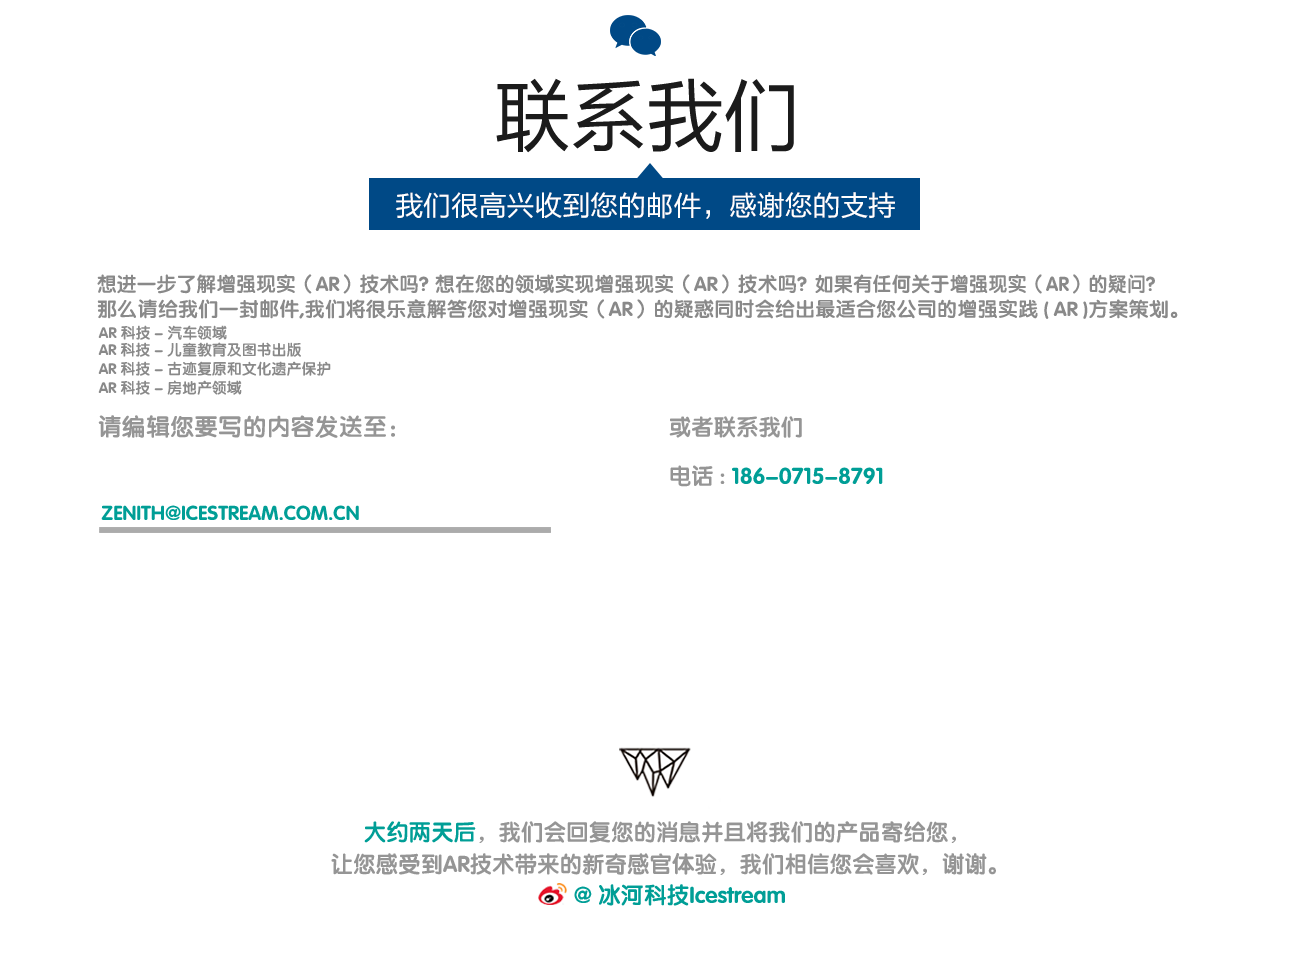 联系我们
我们很高兴收到您的邮件，感谢您的支持
想进一步了解增强现实（AR）技术吗? 想在您的领域实现增强现实（AR）技术吗? 如果有任何关于增强现实（AR）的疑问?
那么请给我们一封邮件,我们将很乐意解答您对增强现实（AR）的疑惑同时会给出最适合您公司的增强实践 ( AR )方案策划。
AR 科技 – 汽车领域
AR 科技 – 儿童教育及图书出版
AR 科技 – 古迹复原和文化遗产保护
AR 科技 – 房地产领域
请编辑您要写的内容发送至：
ZENITH@ICESTREAM.COM.CN
或者联系我们
电话 : 186–0715–8791
大约两天后，我们会回复您的消息并且将我们的产品寄给您，
让您感受到AR技术带来的新奇感官体验，我们相信您会喜欢，谢谢。
@ 冰河科技Icestream